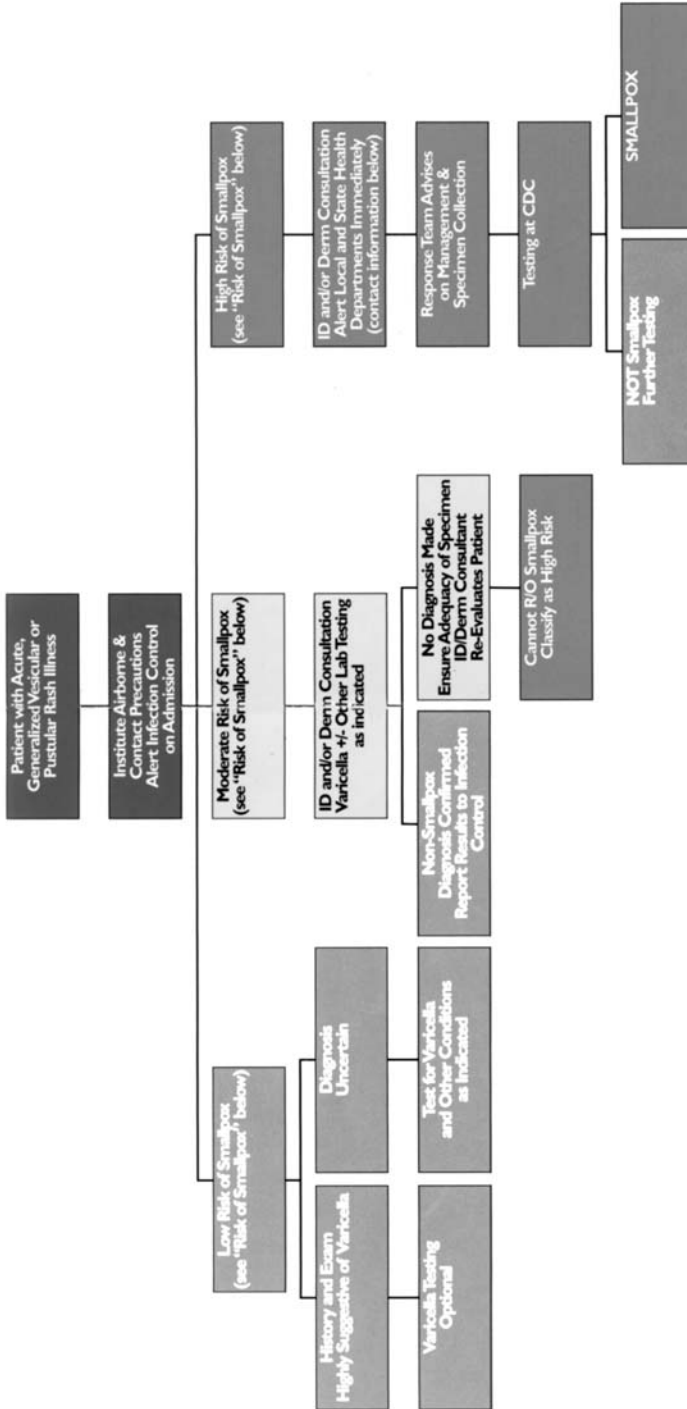 Patient with Acute,
Generalized Vesicular or
Pustular Rash Illness
Institute Airborne &
Contact Precautions
Alert Infection Control
on Admission
Low Risk of Smallpox
(see “Risk of Smallpox” below)
Moderate Risk of Smallpox
(see “Risk of Smallpox” below)
High Risk of Smallpox
(see “Risk of Smallpox” below)
History and Exam
Highly Suggestive of Varicella
Diagnosis
Uncertain
ID and/or Derm Consultation
Varicella +/- Other Lab Testing
as indicated
ID and/or Derm Consultation
Alert Local and State Health
Departments Immediately
(contact information below)
Varicella Testing
Optional
Test for Varicella
and Other Conditions
as Indicated
Non-Smallpox
Diagnosis Confirmed
Report Results to Infection
Control
No Diagnosis Made
Ensure Adequacy of Specimen
ID/Derm Consultant
Re-Evaluates Patient
Response Team Advises
on Management &
Specimen Collection
Cannot R/O Smallpox
Classify as High Risk
Testing at CDC
NOT Smallpox
Further Testing
SMALLPOX